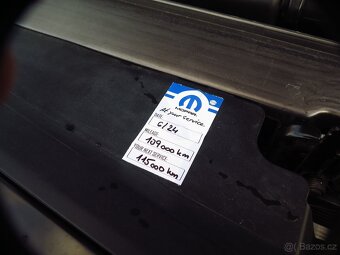 mopar
At your Service.
DATE:
6/24
MILEAGE:
109000 km
YOUR NEXT SERVICE:
115000 km
Bazos.cz